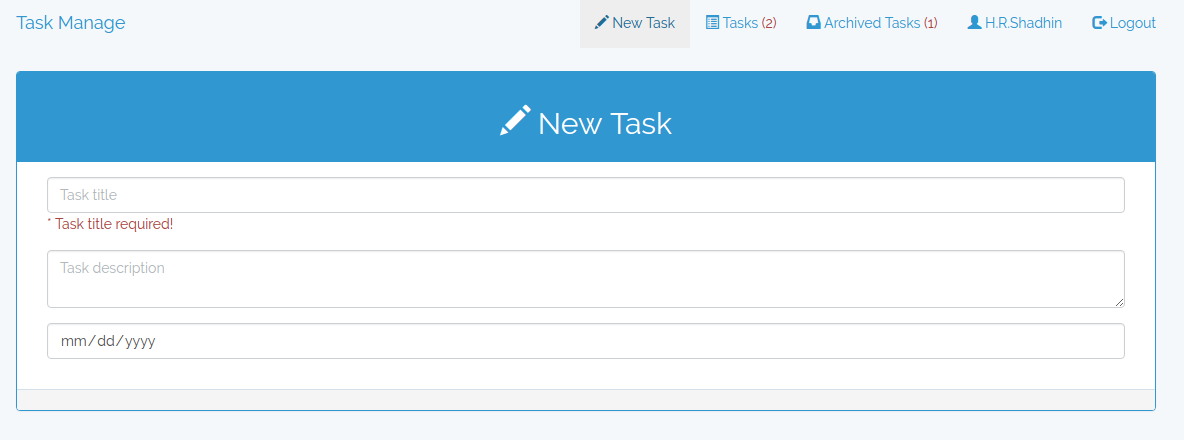 Task Manage
New Task
Tasks (2)
Archived Tasks (1)
H.R.Shadhin
Logout
New Task
Task title
* Task title required!
Task description
mm/dd/yyyy